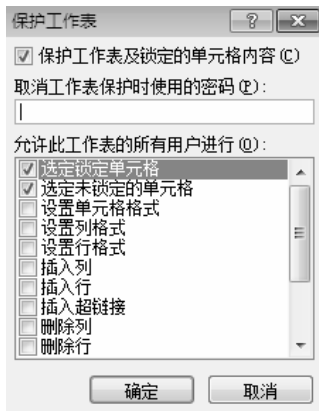 保护工作表
保护工作表及锁定的单元格内容(C)
取消工作表保护时使用的密码(P):
允许此工作表的所有用户进行(O):
选定锁定单元格
选定未锁定的单元格
设置单元格格式
设置列格式
设置行格式
插入列
插入行
插入超链接
删除列
删除行
确定 取消